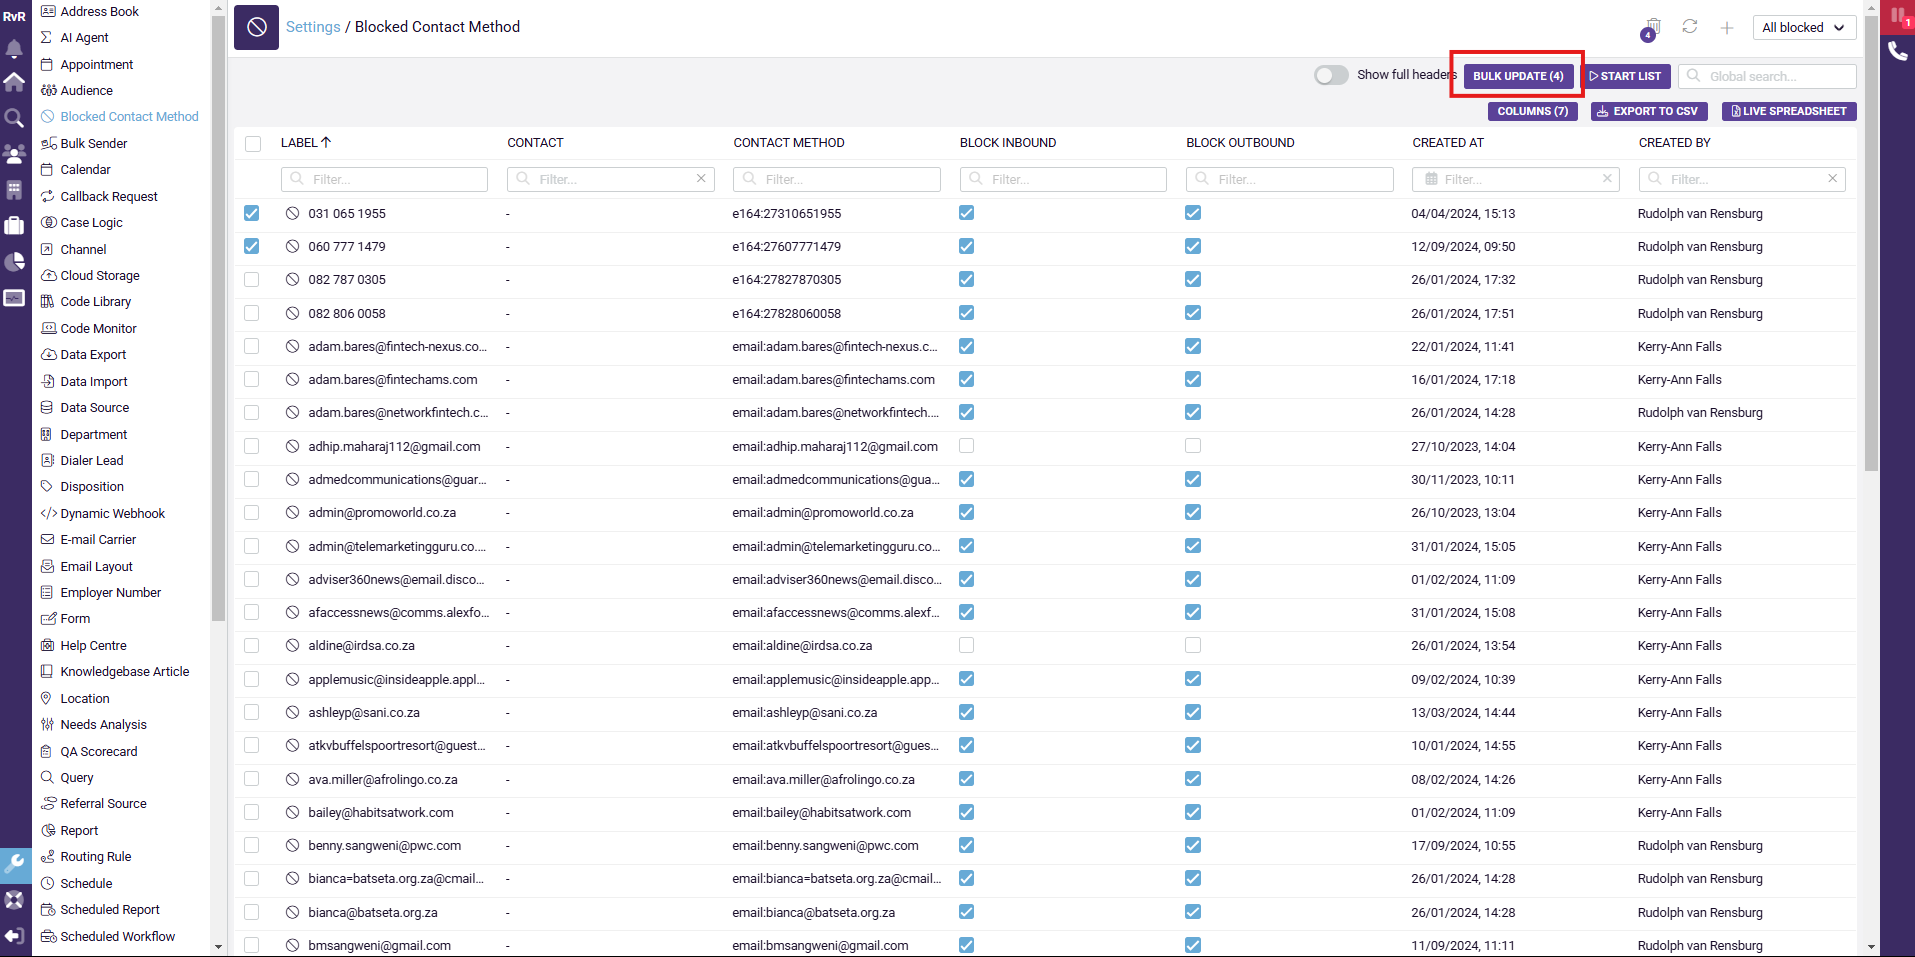 RvR
Address Book
AI Agent
Appointment
Audience
Blocked Contact Method
Bulk Sender
Calendar
Callback Request
Case Logic
Channel
Cloud Storage
Code Library
Code Monitor
Data Export
Data Import
Data Source
Department
Dialer Lead
Disposition
Dynamic Webhook
E-mail Carrier
Email Layout
Employer Number
Form
Help Centre
Knowledgebase Article
Location
Needs Analysis
QA Scorecard
Query
Referral Source
Report
Routing Rule
Schedule
Scheduled Report
Scheduled Workflow
Settings / Blocked Contact Method
4
All blocked
1
Show full headers
BULK UPDATE (4)
START LIST
Global search...
COLUMNS (7)
EXPORT TO CSV
LIVE SPREADSHEET
LABEL CONTACT CONTACT METHOD BLOCK INBOUND BLOCK OUTBOUND CREATED AT CREATED BY
Filter... Filter... Filter... Filter... Filter... Filter... Filter...
031 065 1955 - e164:27310651955 04/04/2024, 15:13 Rudolph van Rensburg
060 777 1479 - e164:27607771479 12/09/2024, 09:50 Rudolph van Rensburg
082 787 0305 - e164:27827870305 26/01/2024, 17:32 Rudolph van Rensburg
082 806 0058 - e164:27828060058 26/01/2024, 17:51 Rudolph van Rensburg
adam.bares@fintech-nexus.co... - email:adam.bares@fintech-nexus.c... 22/01/2024, 11:41 Kerry-Ann Falls
adam.bares@fintechams.com - email:adam.bares@fintechams.com 16/01/2024, 17:18 Kerry-Ann Falls
adam.bares@networkfintech.c... - email:adam.bares@networkfintech.... 26/01/2024, 14:28 Rudolph van Rensburg
adhip.maharaj112@gmail.com - email:adhip.maharaj112@gmail.com 27/10/2023, 14:04 Kerry-Ann Falls
admedcommunications@guar... - email:admedcommunications@gua... 30/11/2023, 10:11 Kerry-Ann Falls
admin@promoworld.co.za - email:admin@promoworld.co.za 26/10/2023, 13:04 Kerry-Ann Falls
admin@telemarketingguru.co.... - email:admin@telemarketingguru.co... 31/01/2024, 15:05 Kerry-Ann Falls
adviser360news@email.disco... - email:adviser360news@email.disco... 01/02/2024, 11:09 Kerry-Ann Falls
afaccessnews@comms.alexfo... - email:afaccessnews@comms.alexf... 31/01/2024, 15:08 Kerry-Ann Falls
aldine@irdsa.co.za - email:aldine@irdsa.co.za 26/01/2024, 13:54 Kerry-Ann Falls
applemusic@insideapple.appl... - email:applemusic@insideapple.app... 09/02/2024, 10:39 Kerry-Ann Falls
ashleyp@sani.co.za - email:ashleyp@sani.co.za 13/03/2024, 14:44 Kerry-Ann Falls
atkvbuffelspoortresort@guest... - email:atkvbuffelspoortresort@gues... 10/01/2024, 14:55 Kerry-Ann Falls
ava.miller@afrolingo.co.za - email:ava.miller@afrolingo.co.za 08/02/2024, 14:26 Kerry-Ann Falls
bailey@habitsatwork.com - email:bailey@habitsatwork.com 01/02/2024, 11:09 Kerry-Ann Falls
benny.sangweni@pwc.com - email:benny.sangweni@pwc.com 17/09/2024, 10:55 Rudolph van Rensburg
bianca=batseta.org.za@cmail... - email:bianca=batseta.org.za@cmail... 26/01/2024, 14:28 Rudolph van Rensburg
bianca@batseta.org.za - email:bianca@batseta.org.za 26/01/2024, 14:28 Rudolph van Rensburg
bmsangweni@gmail.com - email:bmsangweni@gmail.com 11/09/2024, 11:11 Rudolph van Rensburg